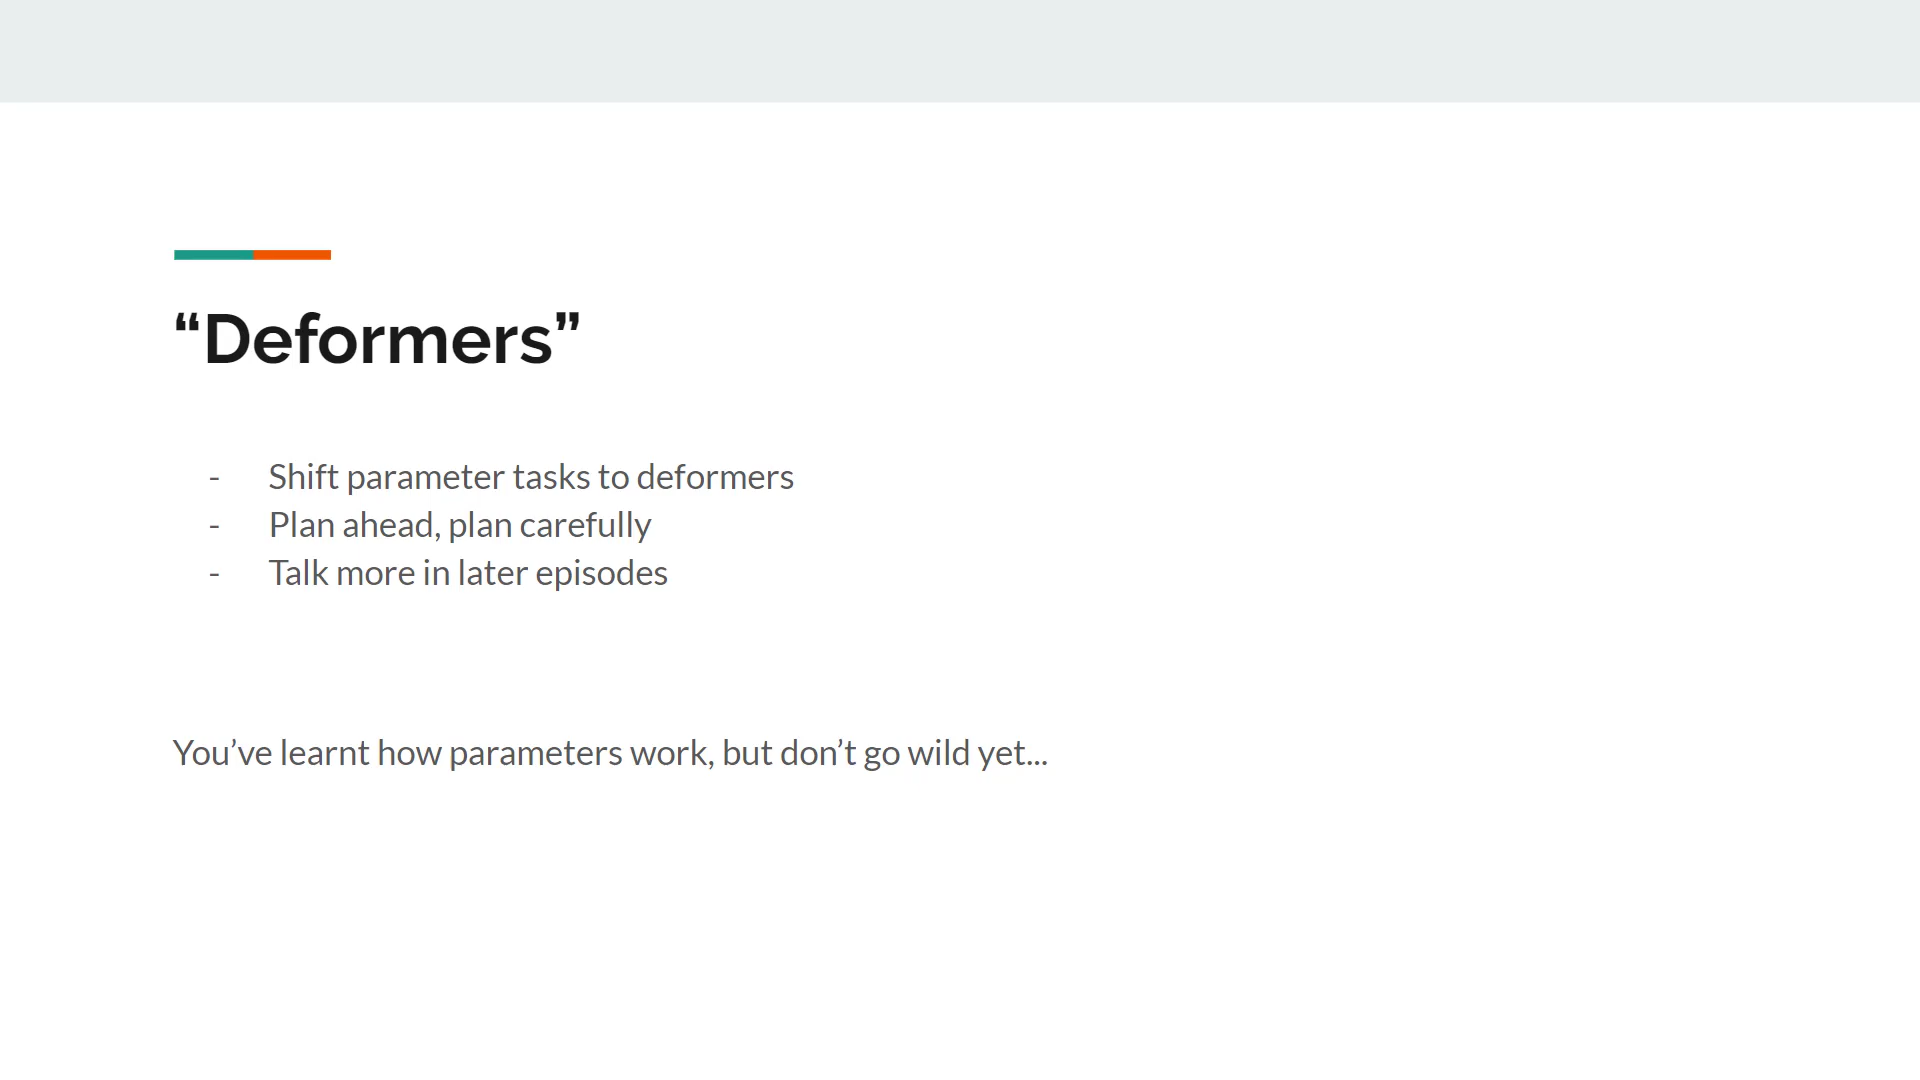 “Deformers”
- Shift parameter tasks to deformers
- Plan ahead, plan carefully
- Talk more in later episodes
You’ve learnt how parameters work, but don’t go wild yet...